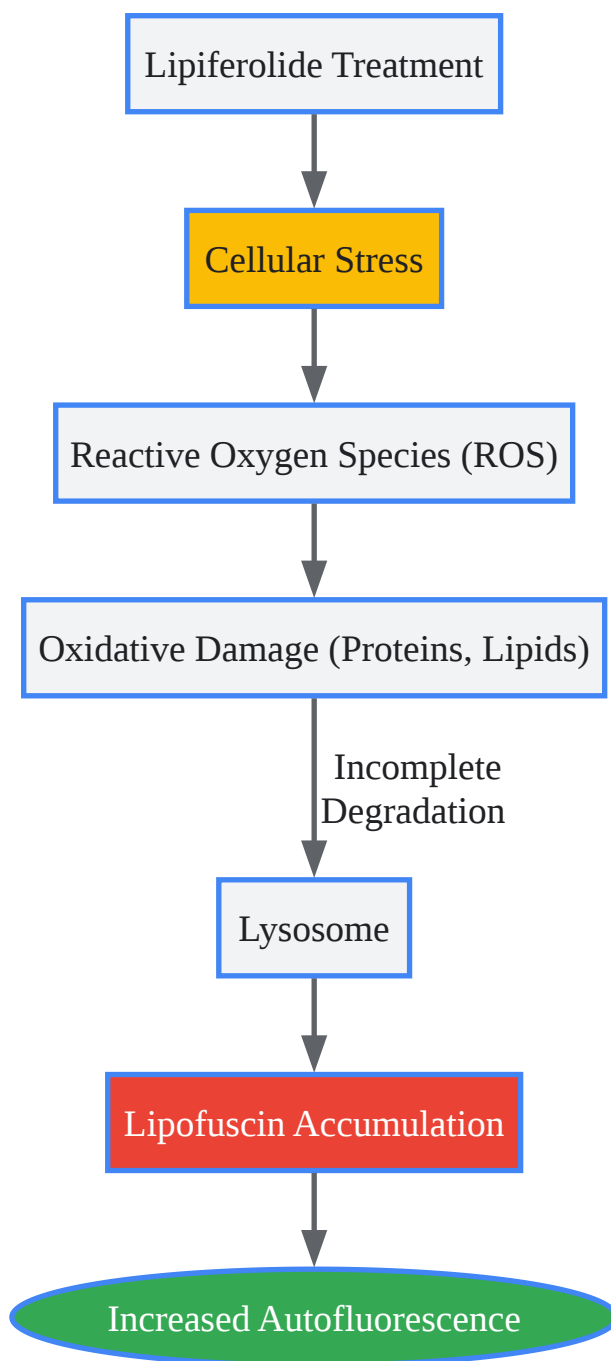 Lipiferolide Treatment
Cellular Stress
Reactive Oxygen Species (ROS)
Oxidative Damage (Proteins, Lipids)
Incomplete
Degradation
Lysosome
Lipofuscin Accumulation
Increased Autofluorescence